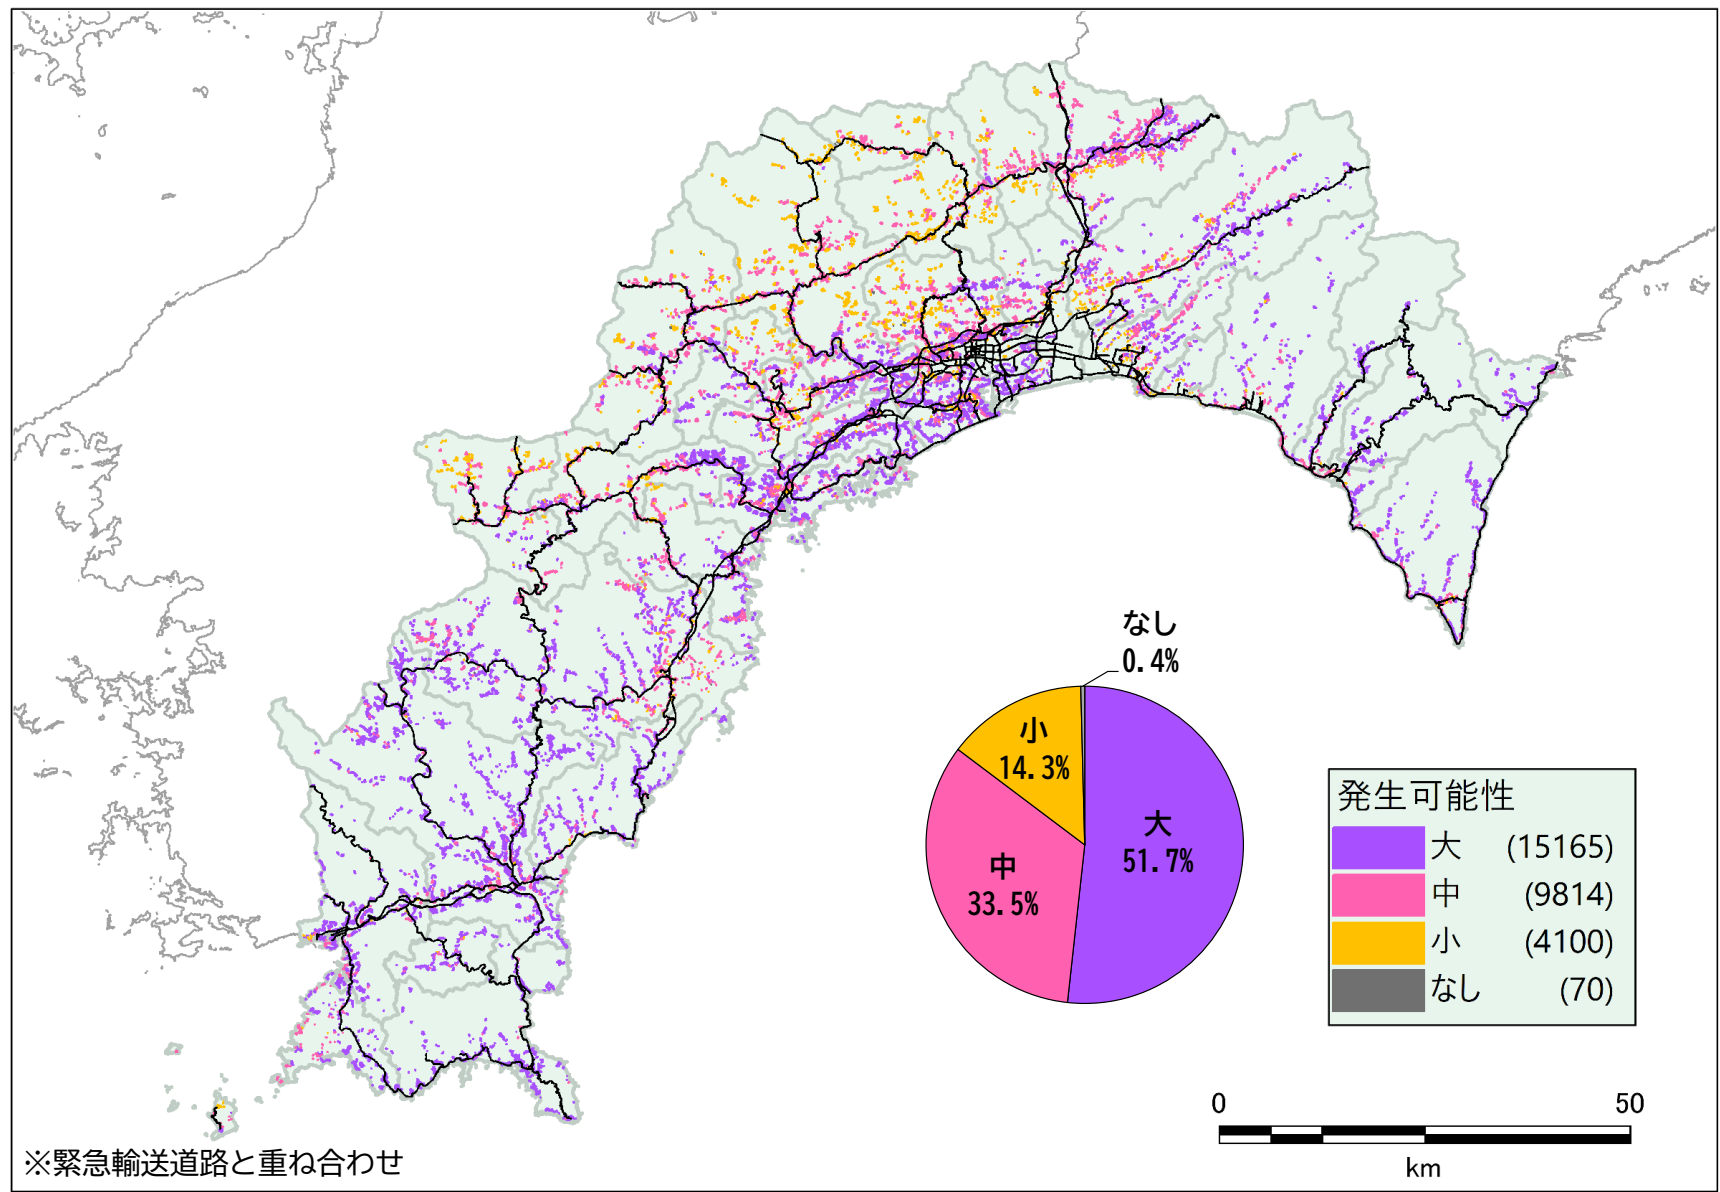 なし
0.4%
小
14.3%
大
51.7%
中
33.5%
発生可能性
大 (15165)
中 (9814)
小 (4100)
なし (70)
0 50
km
※緊急輸送道路と重ね合わせ